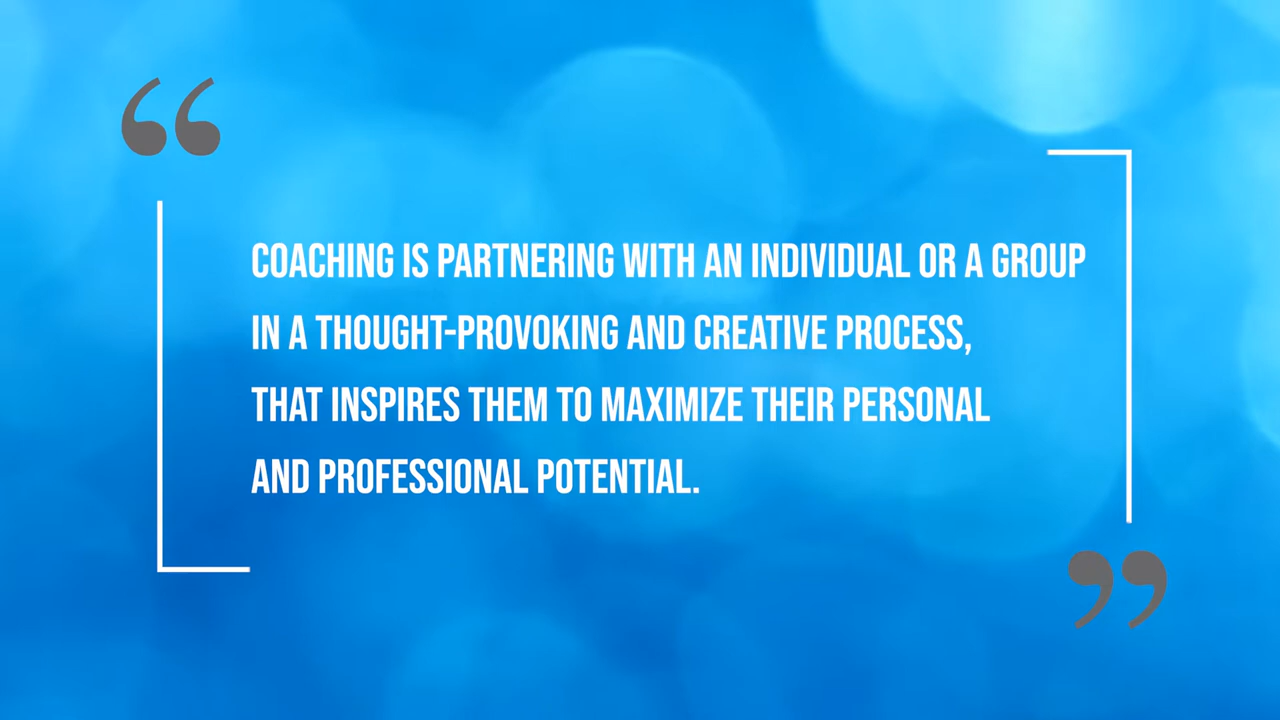 “
COACHING IS PARTNERING WITH AN INDIVIDUAL OR A GROUP
IN A THOUGHT-PROVOKING AND CREATIVE PROCESS,
THAT INSPIRES THEM TO MAXIMIZE THEIR PERSONAL
AND PROFESSIONAL POTENTIAL.
”